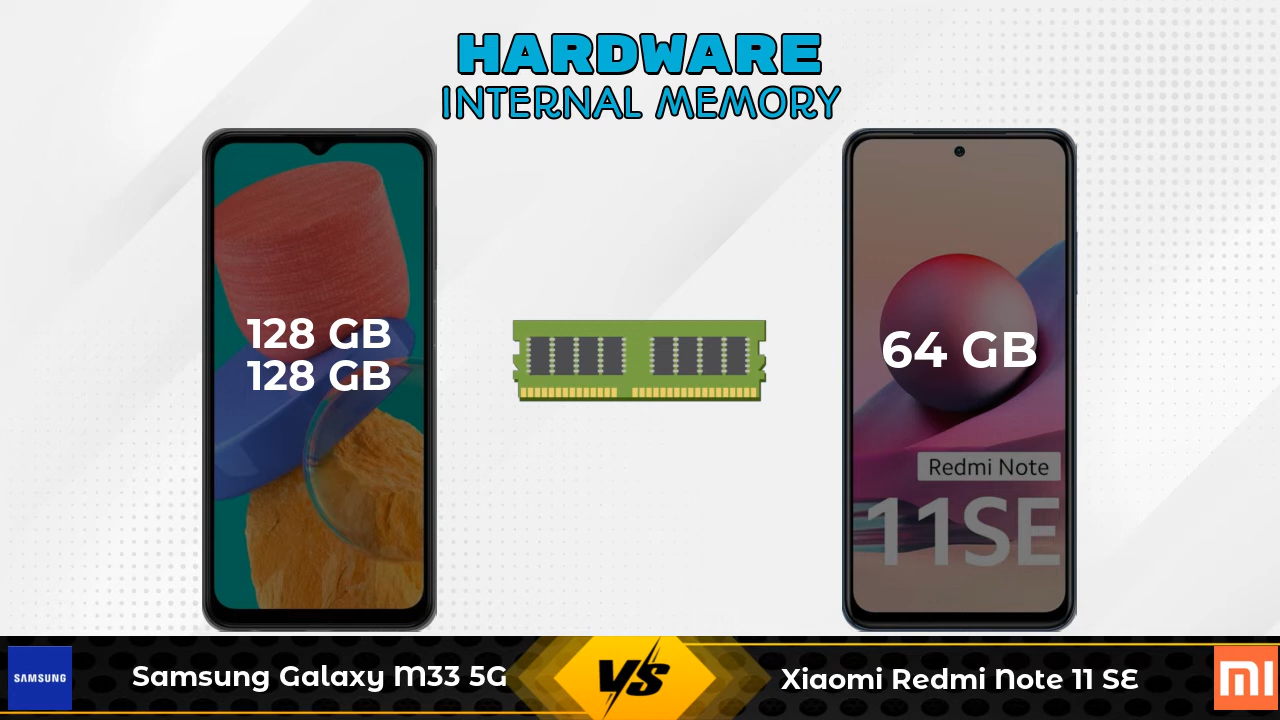 HARDWARE
INTERNAL MEMORY
128 GB
128 GB
64 GB
Redmi Note
11SE
SAMSUNG
Samsung Galaxy M33 5G
VS
Xiaomi Redmi Note 11 SE
MI